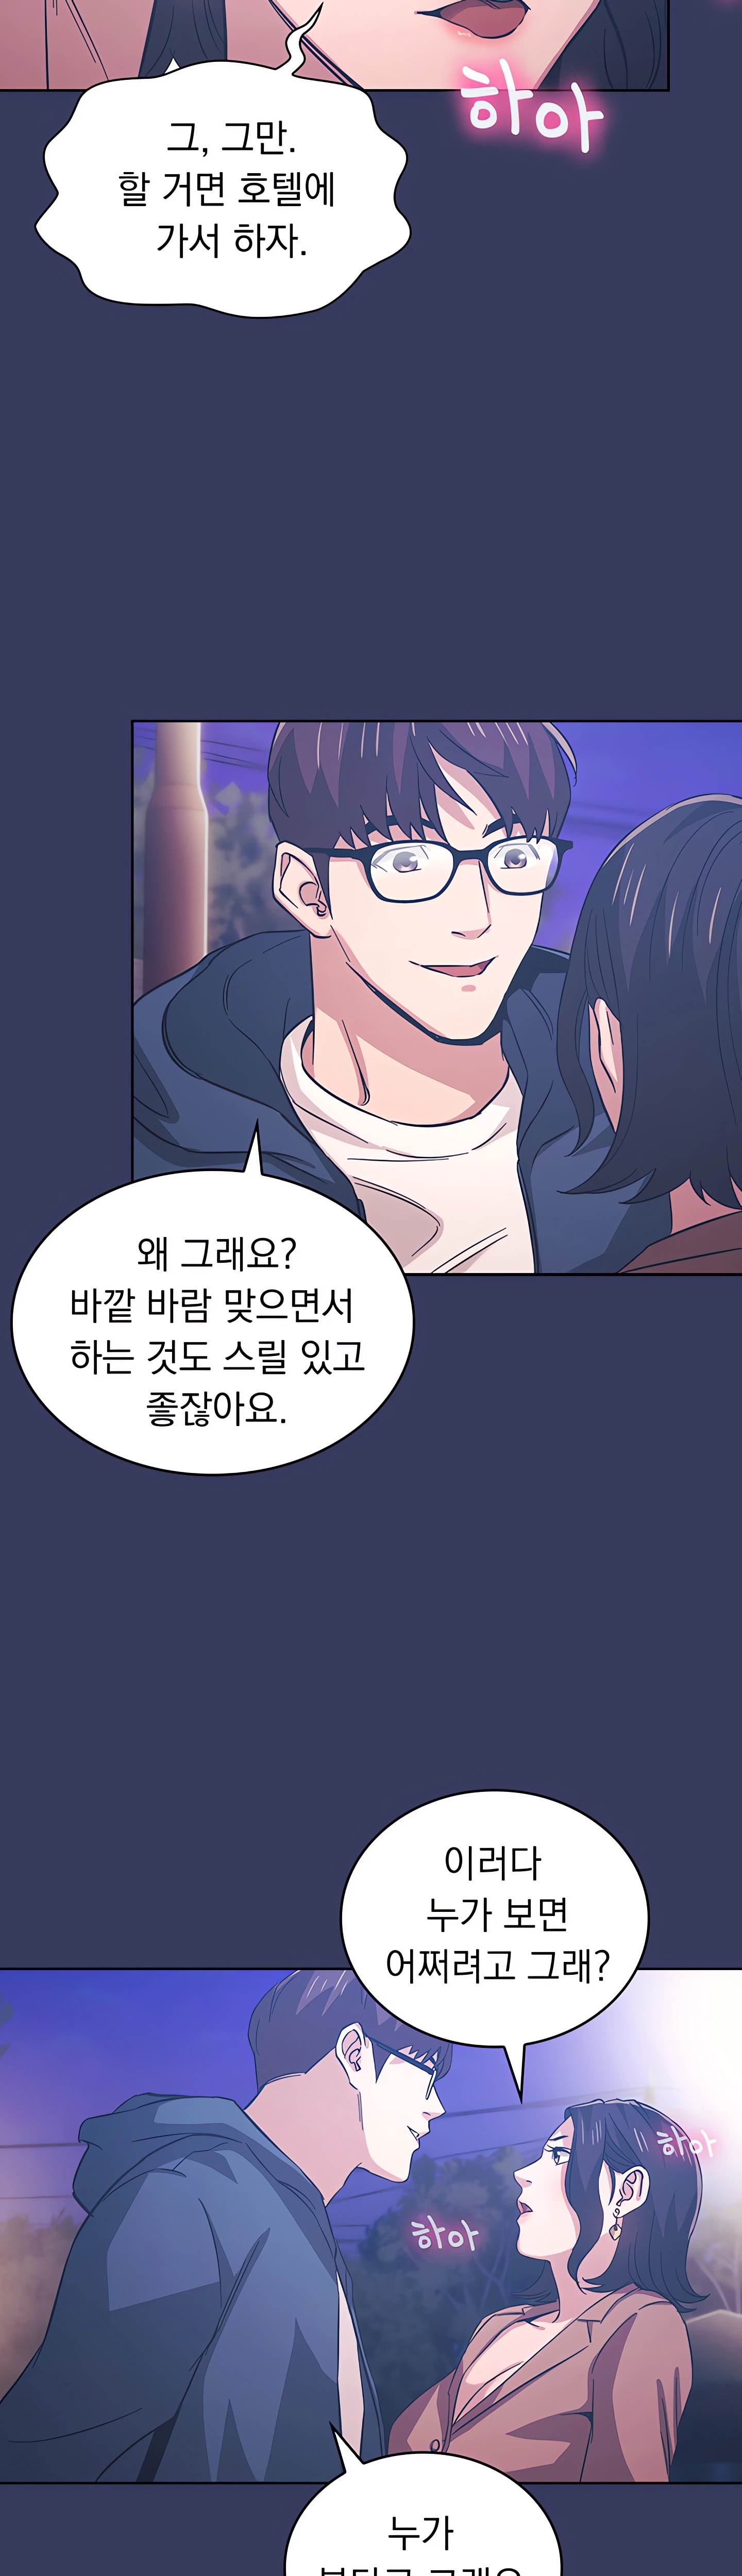 하아
그, 그만.
할 거면 호텔에
가서 하자.
왜 그래요?
바깥 바람 맞으면서
하는 것도 스릴 있고
좋잖아요.
이러다
누가 보면
어쩌려고 그래?
하아
하아
누가